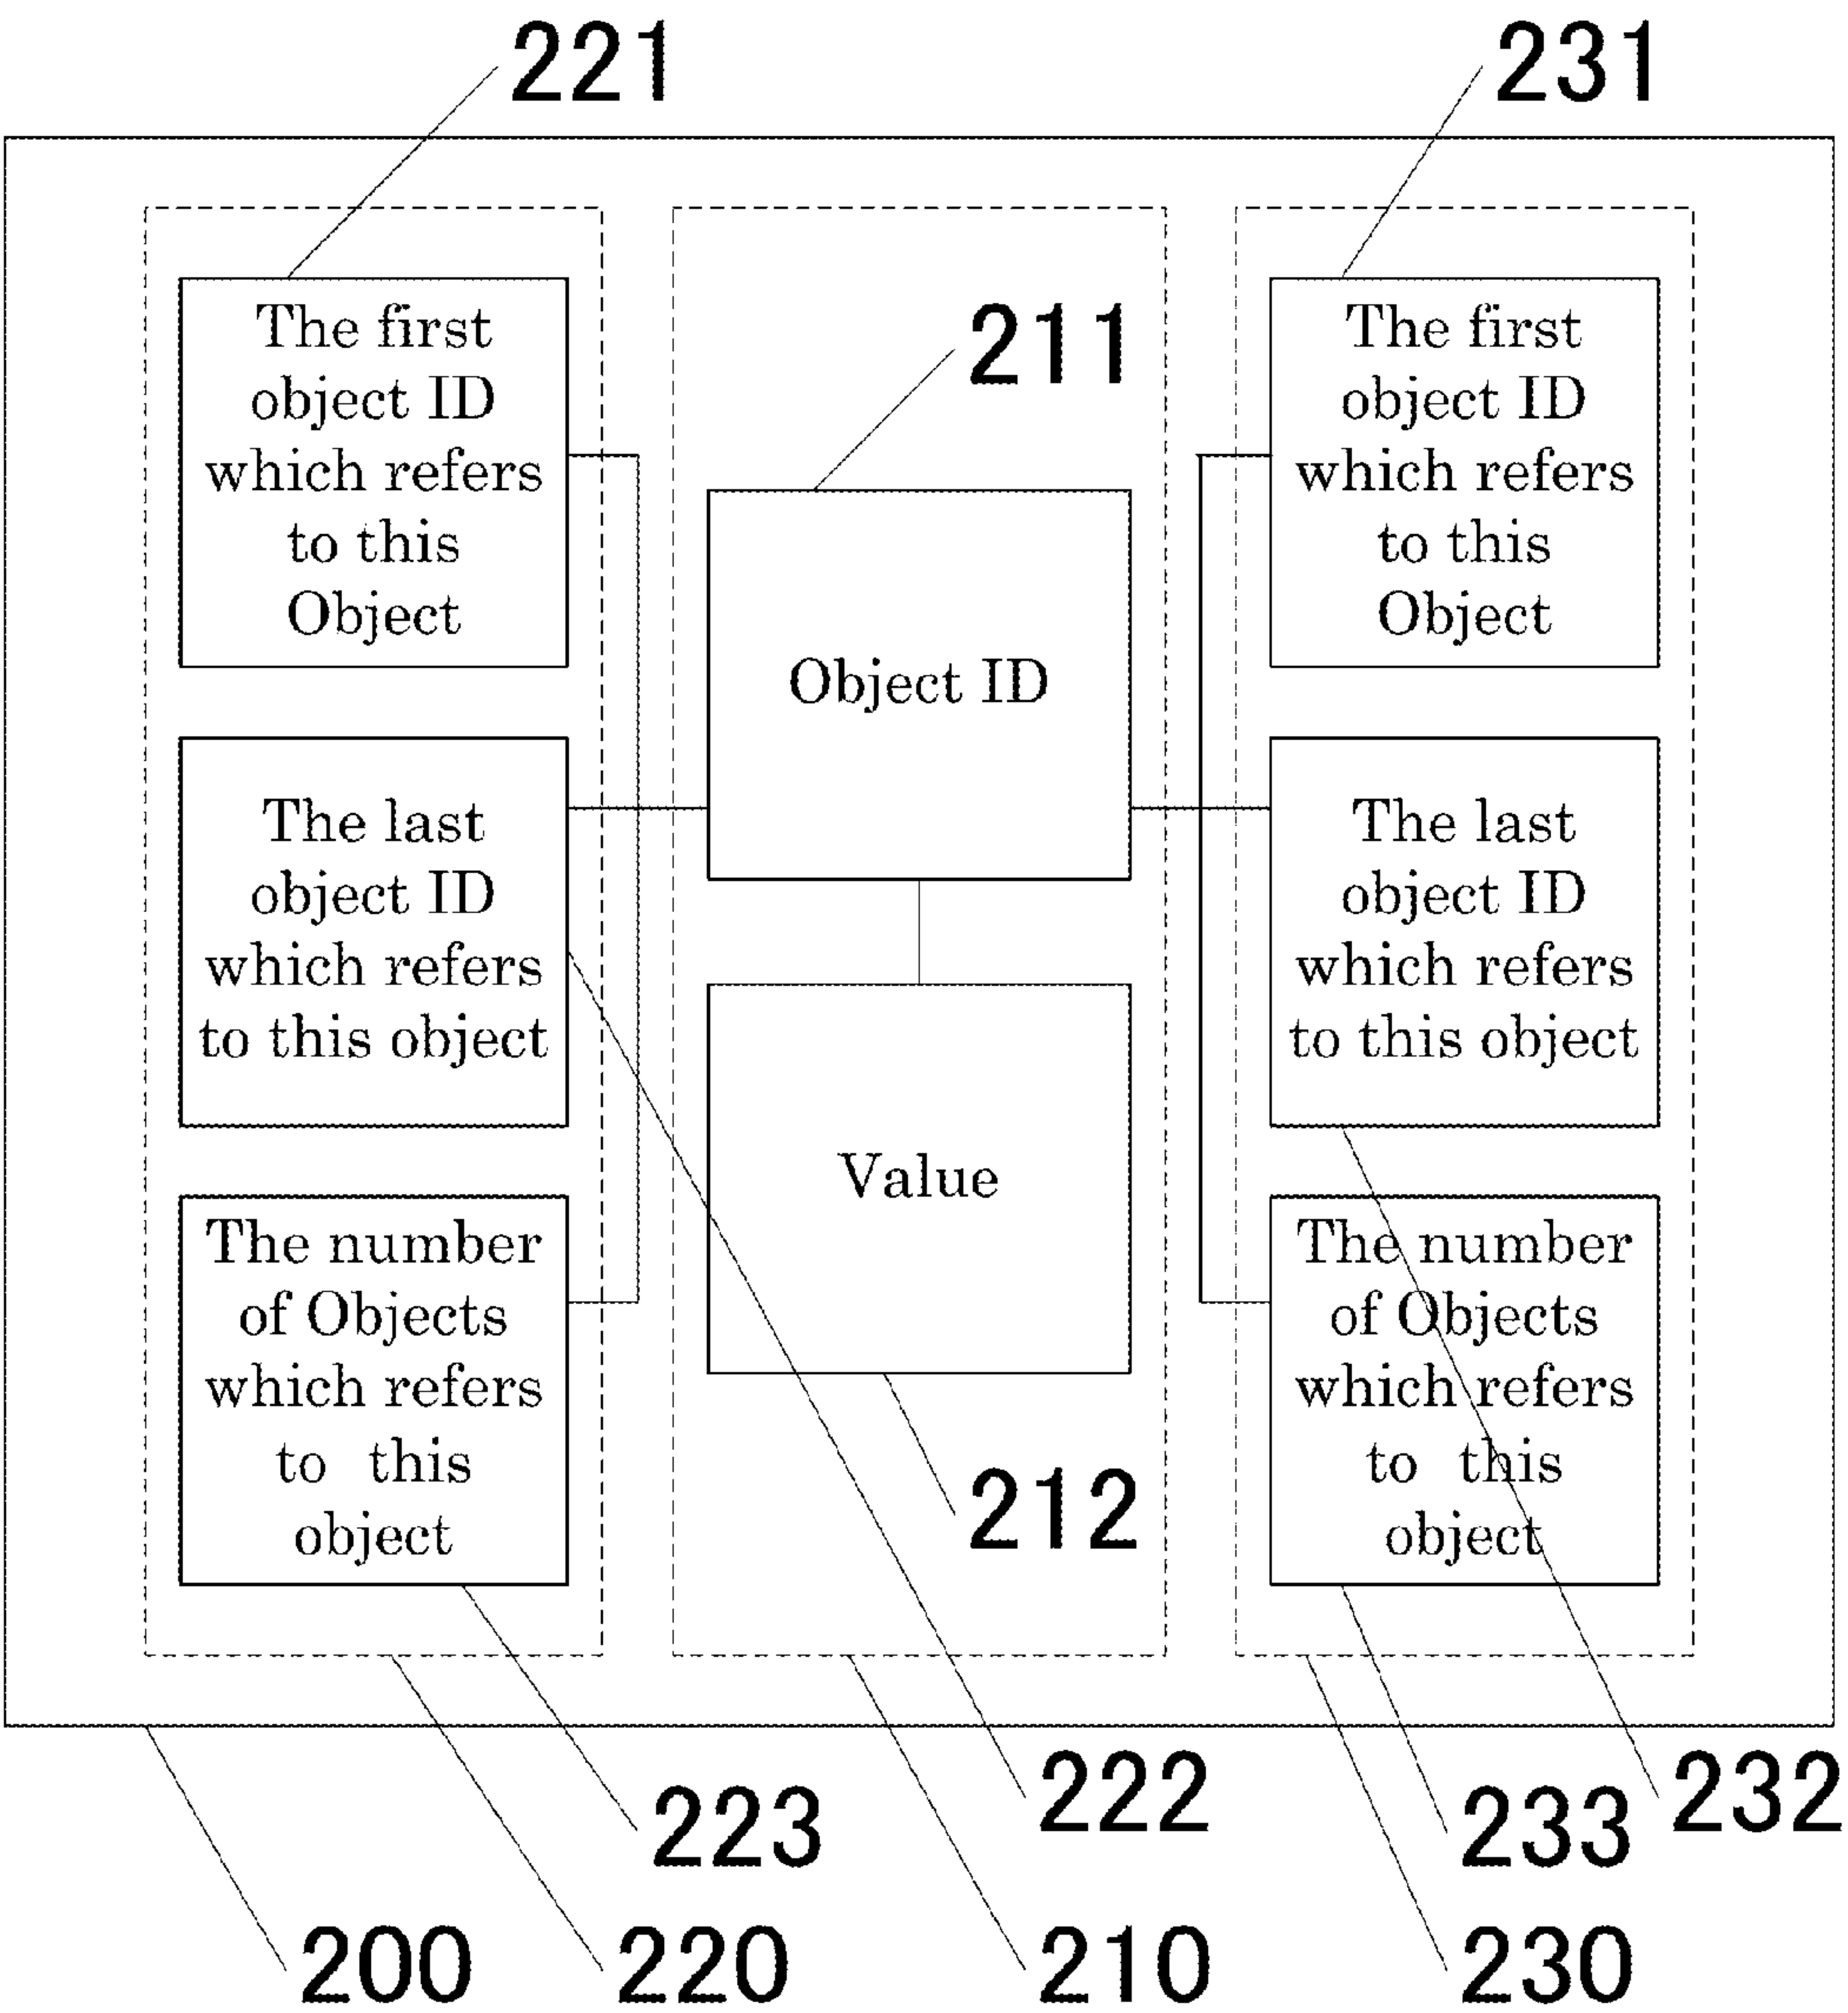 221
231
The first
object ID
which refers
to this
Object
The last
object ID
which refers
to this object
The number
of Objects
which refers
to this
object
211
Object ID
Value
212
The first
object ID
which refers
to this
Object
The last
object ID
which refers
to this object
The number
of Objects
which refers
to this
object
222
232
223
233
200
220
210
230